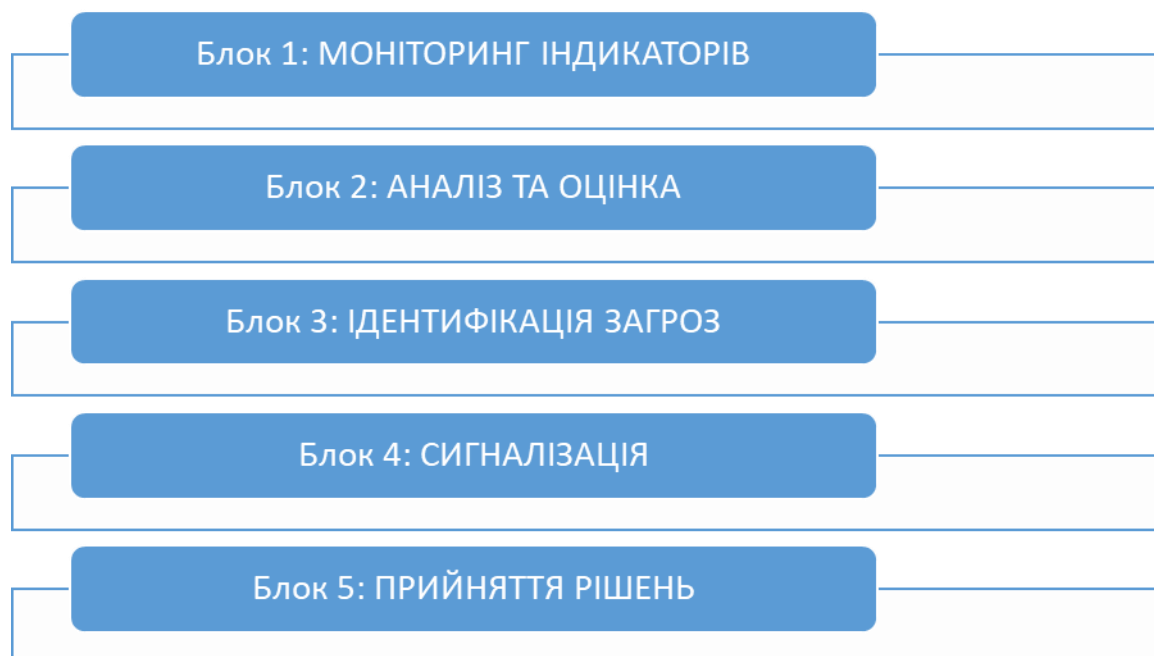 Блок 1: МОНІТОРИНГ ІНДИКАТОРІВ
Блок 2: АНАЛІЗ ТА ОЦІНКА
Блок 3: ІДЕНТИФІКАЦІЯ ЗАГРОЗ
Блок 4: СИГНАЛІЗАЦІЯ
Блок 5: ПРИЙНЯТТЯ РІШЕНЬ